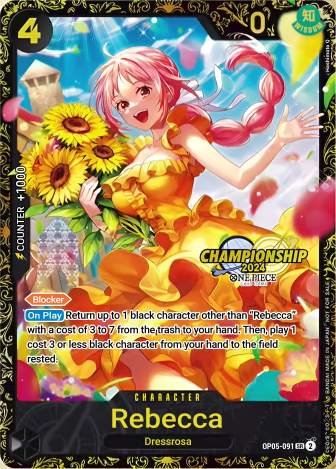 4
0
知
WISDOM
COUNTER +1000
CHAMPIONSHIP
2024
ONE PIECE
Blocker
On Play Return up to 1 black character other than "Rebecca"
with a cost of 3 to 7 from the trash to your hand. Then, play 1
cost 3 or less black character from your hand to the field
rested.
CHARACTER
Rebecca
Dressrosa
OP05-091 SR 2